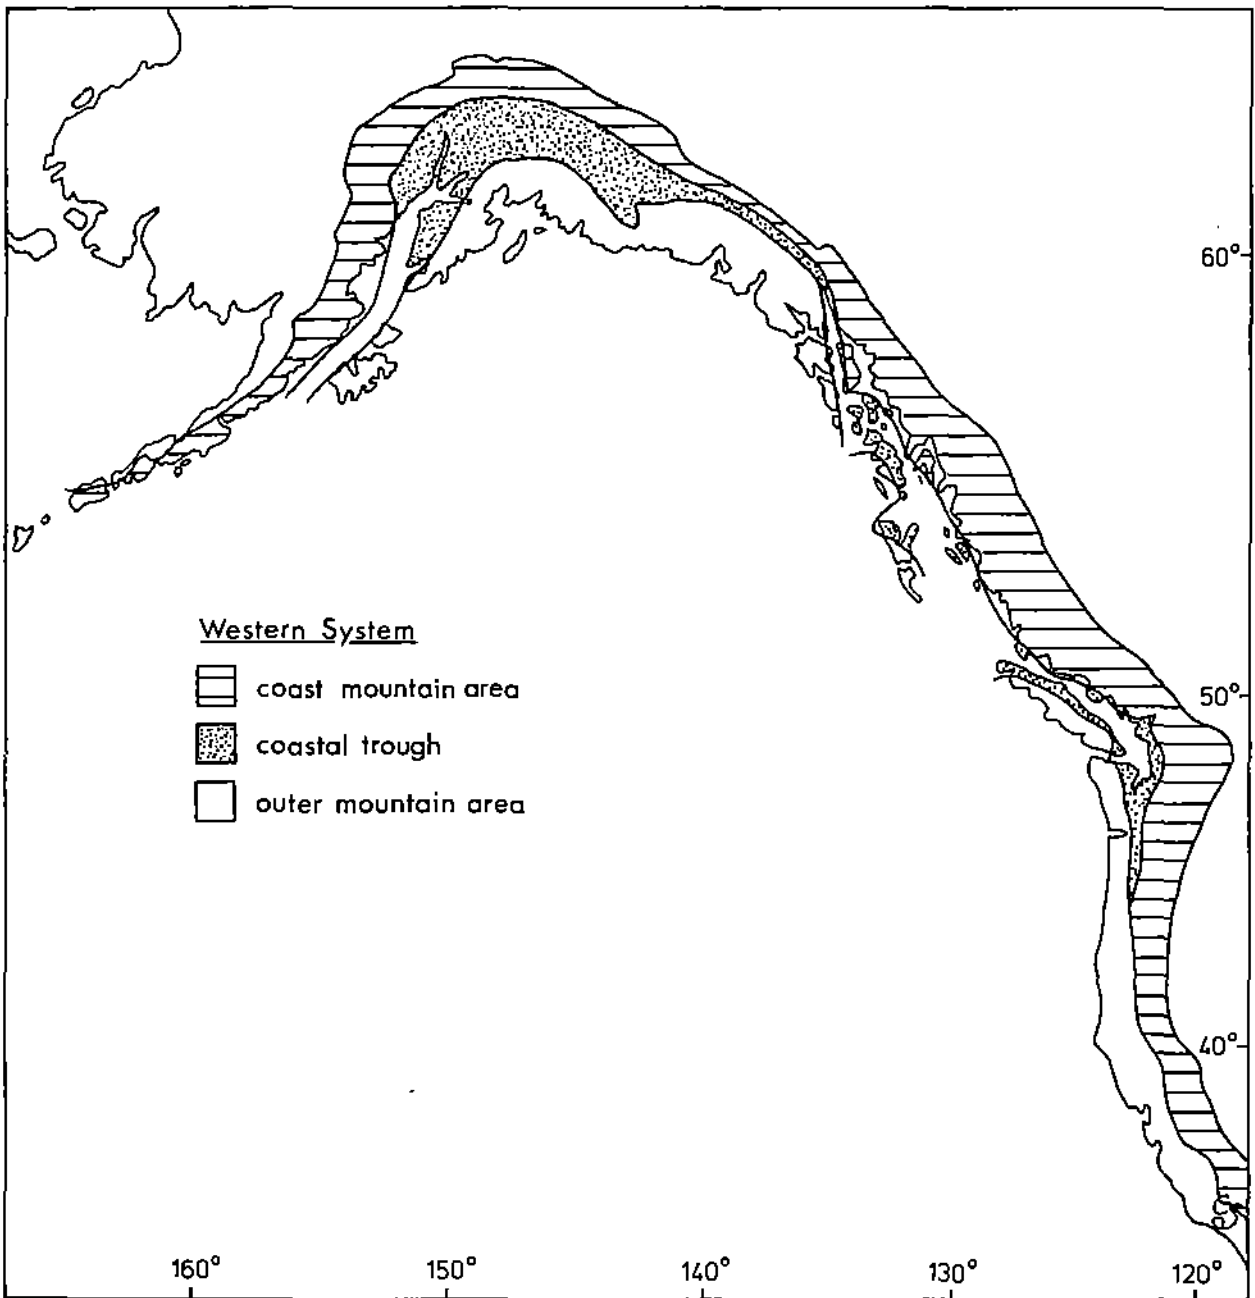 60°
Western System
coast mountain area
50°
coastal trough
outer mountain area
40°
160° 150° 140° 130° 120°